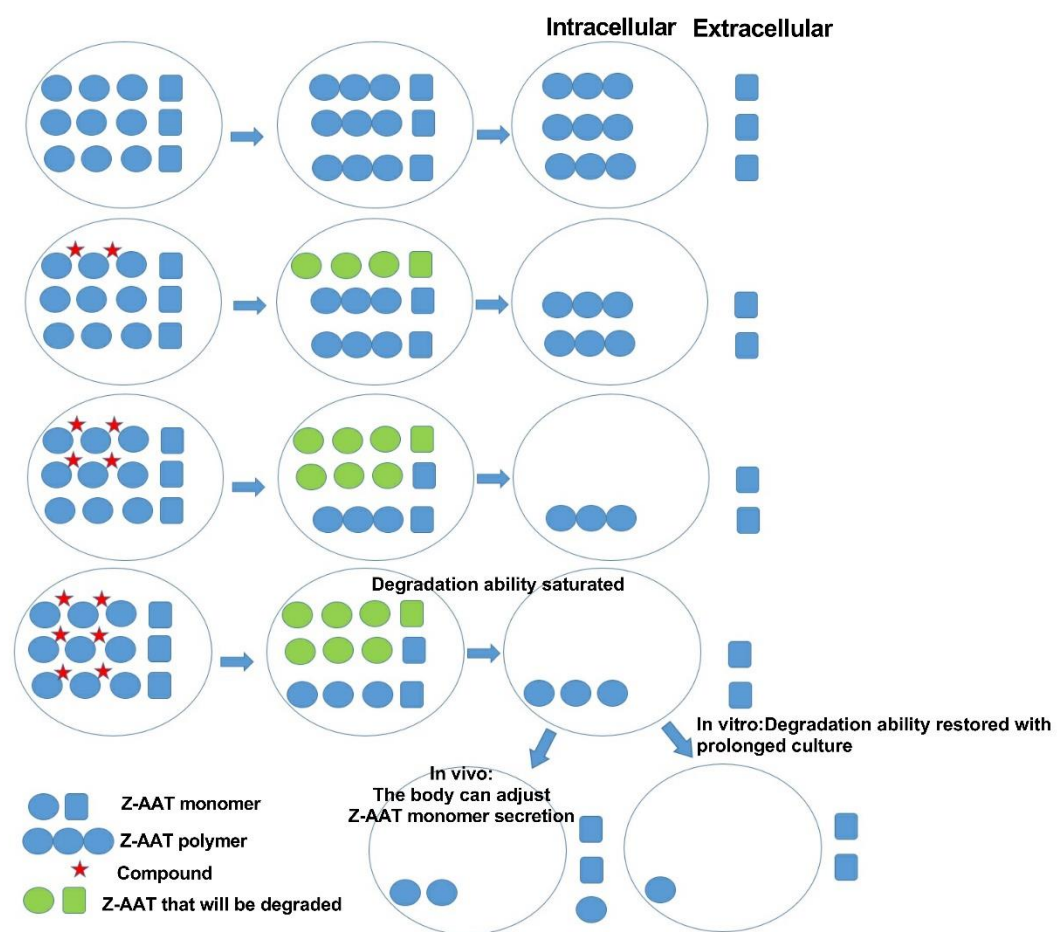 Intracellular Extracellular
Degradation ability saturated
In vitro:Degradation ability restored with
prolonged culture
In vivo:
The body can adjust
Z-AAT monomer secretion
Z-AAT monomer
Z-AAT polymer
Compound
Z-AAT that will be degraded